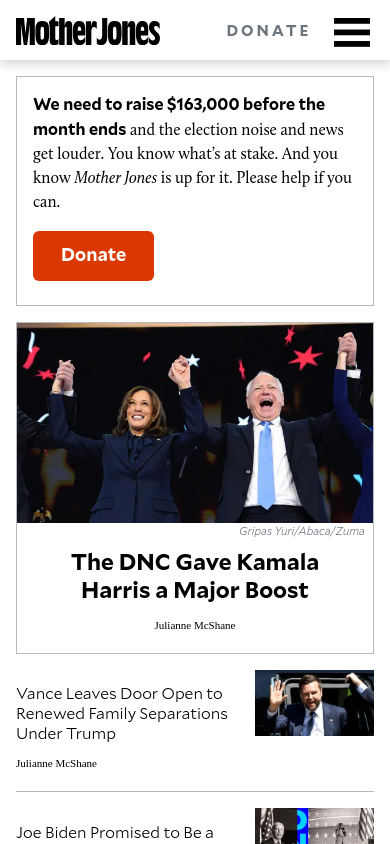 Mother Jones
DONATE
We need to raise $163,000 before the
month ends and the election noise and news
get louder. You know what’s at stake. And you
know Mother Jones is up for it. Please help if you
can.
Donate
Gripas Yuri/Abaca/Zuma
The DNC Gave Kamala
Harris a Major Boost
Julianne McShane
Vance Leaves Door Open to
Renewed Family Separations
Under Trump
Julianne McShane
Joe Biden Promised to Be a